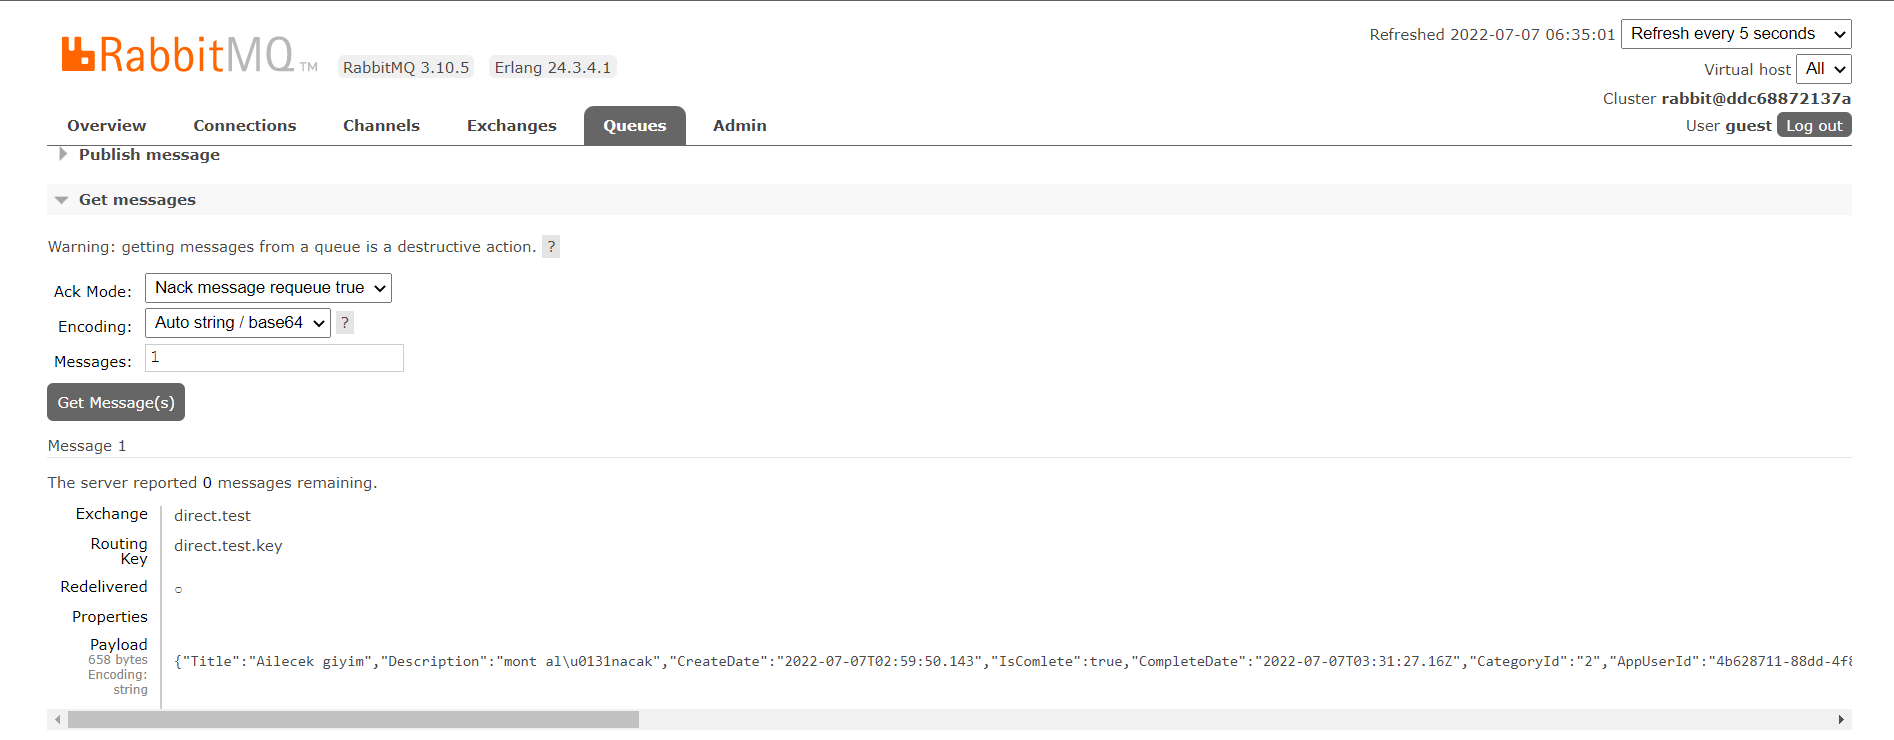 RabbitMQ TM
RabbitMQ 3.10.5 Erlang 24.3.4.1
Refreshed 2022-07-07 06:35:01 Refresh every 5 seconds
Virtual host All
Cluster rabbit@ddc68872137a
User guest Log out
Overview Connections Channels Exchanges Queues Admin
Publish message
Get messages
Warning: getting messages from a queue is a destructive action. ?
Ack Mode: Nack message requeue true
Encoding: Auto string / base64 ?
Messages: 1
Get Message(s)
Message 1
The server reported 0 messages remaining.
Exchange direct.test
Routing Key direct.test.key
Redelivered ○
Properties
Payload
658 bytes
Encoding:
string
{"Title":"Ailecek giyim","Description":"mont al\u0131nacak","CreateDate":"2022-07-07T02:59:50.143","IsComlete":true,"CompleteDate":"2022-07-07T03:31:27.16Z","CategoryId":"2","AppUserId":"4b628711-88dd-4f8